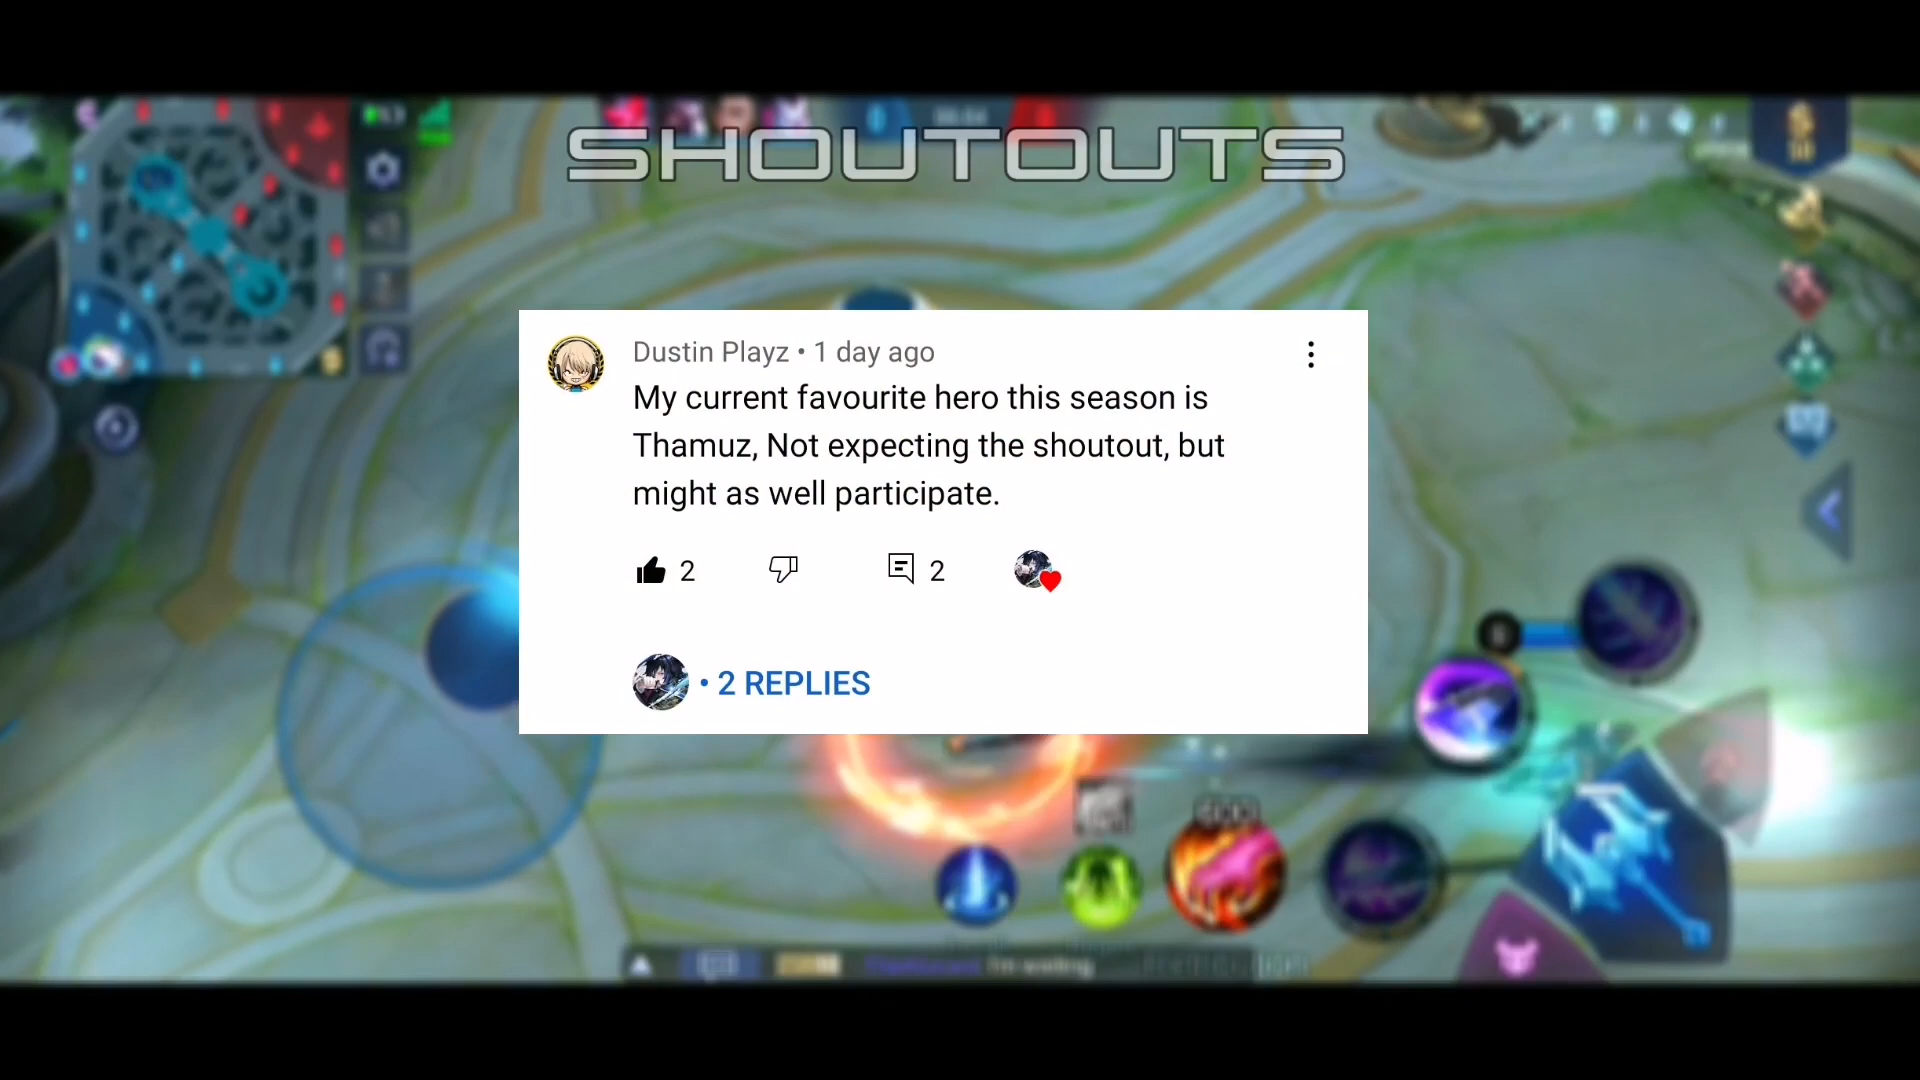 SHOUTOUTS
Dustin Playz • 1 day ago
My current favourite hero this season is
Thamuz, Not expecting the shoutout, but
might as well participate.
2
2
• 2 REPLIES